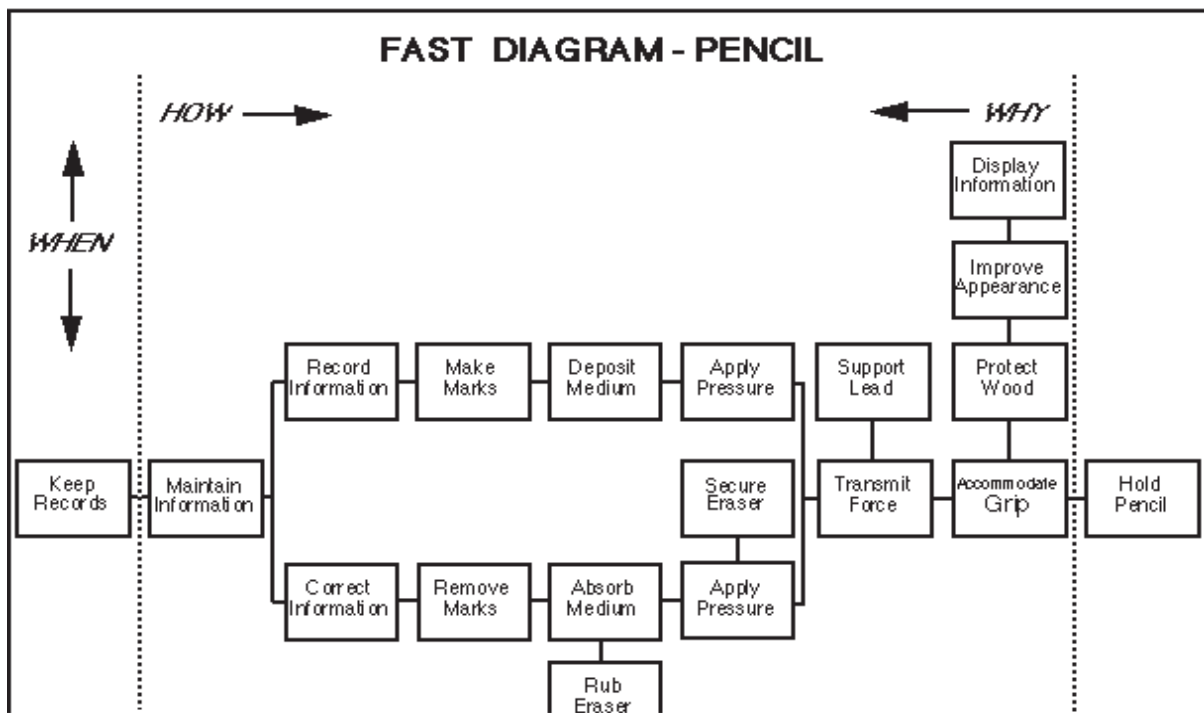 FAST DIAGRAM - PENCIL
HOW
WHY
WHEN
Display
Information
Improve
Appearance
Record
Information
Make
Marks
Deposit
Medium
Apply
Pressure
Support
Lead
Protect
Wood
Keep
Records
Maintain
Information
Secure
Eraser
Transmit
Force
Accommodate
Grip
Hold
Pencil
Correct
Information
Remove
Marks
Absorb
Medium
Apply
Pressure
Rub
Eraser